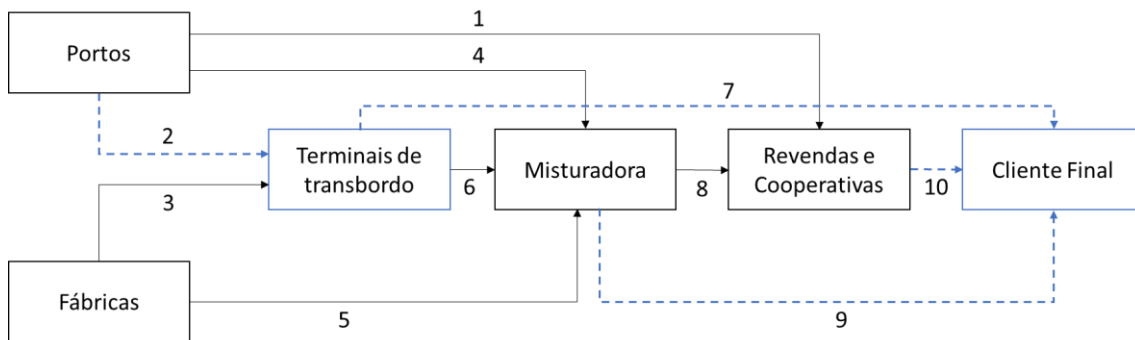 1
Portos
4
7
2
Terminais de
transbordo
6
Misturadora
8
Revendas e
Cooperativas
10
Cliente Final
3
Fábricas
5
9